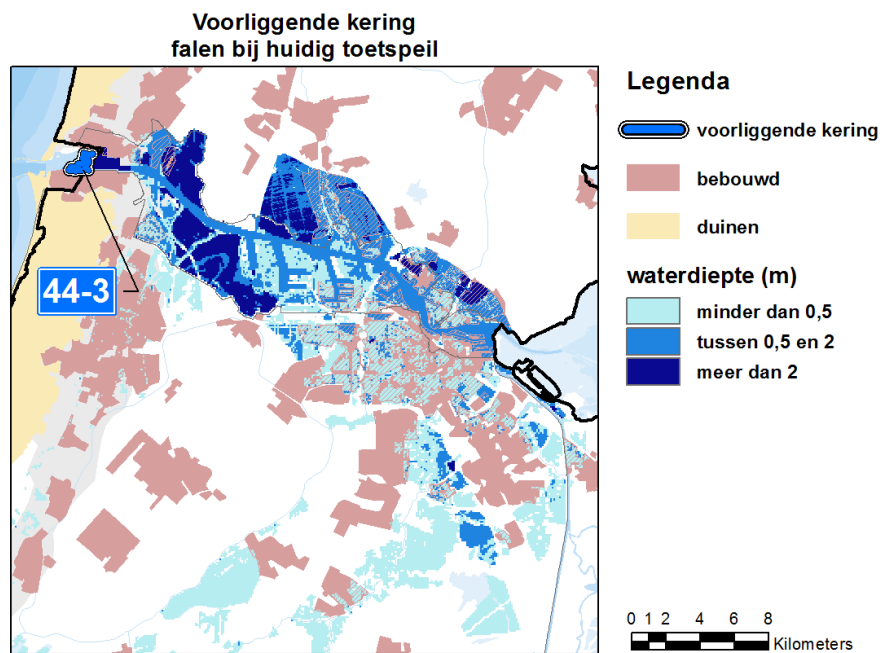 Voorliggende kering
falen bij huidig toetspeil
44-3
Legenda
voorliggende kering
bebouwd
duinen
waterdiepte (m)
minder dan 0,5
tussen 0,5 en 2
meer dan 2
0 1 2 4 6 8
Kilometers